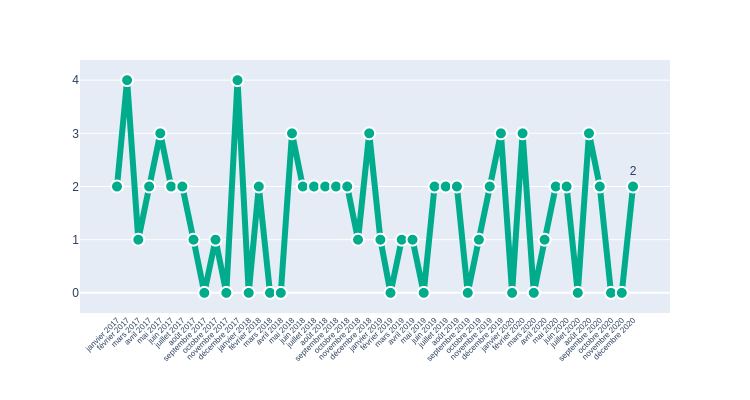 4
3
2
2
1
0
janvier 2017
février 2017
mars 2017
avril 2017
mai 2017
juin 2017
juillet 2017
août 2017
septembre 2017
octobre 2017
novembre 2017
décembre 2017
janvier 2018
février 2018
mars 2018
avril 2018
mai 2018
juin 2018
juillet 2018
août 2018
septembre 2018
octobre 2018
novembre 2018
décembre 2018
janvier 2019
février 2019
mars 2019
avril 2019
mai 2019
juin 2019
juillet 2019
août 2019
septembre 2019
octobre 2019
novembre 2019
décembre 2019
janvier 2020
février 2020
mars 2020
avril 2020
mai 2020
juin 2020
juillet 2020
août 2020
septembre 2020
octobre 2020
novembre 2020
décembre 2020